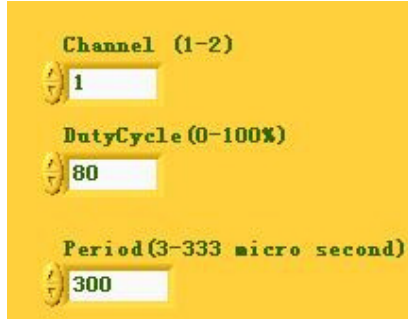 Channel (1-2)
1
DutyCycle(0-100%)
80
Period(3-333 micro second)
300